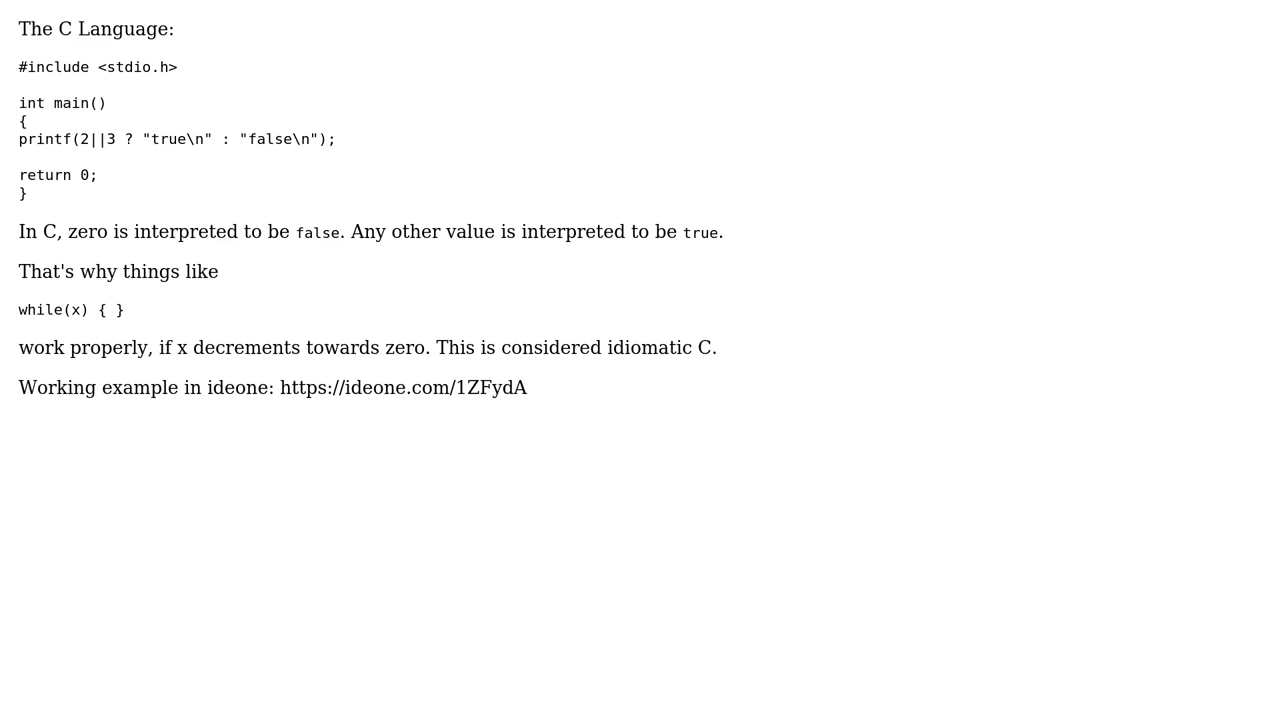 The C Language:
#include <stdio.h>
int main()
{
printf(2||3 ? "true\n" : "false\n");
return 0;
}
In C, zero is interpreted to be false. Any other value is interpreted to be true.
That's why things like
while(x) { }
work properly, if x decrements towards zero. This is considered idiomatic C.
Working example in ideone: https://ideone.com/1ZFydA